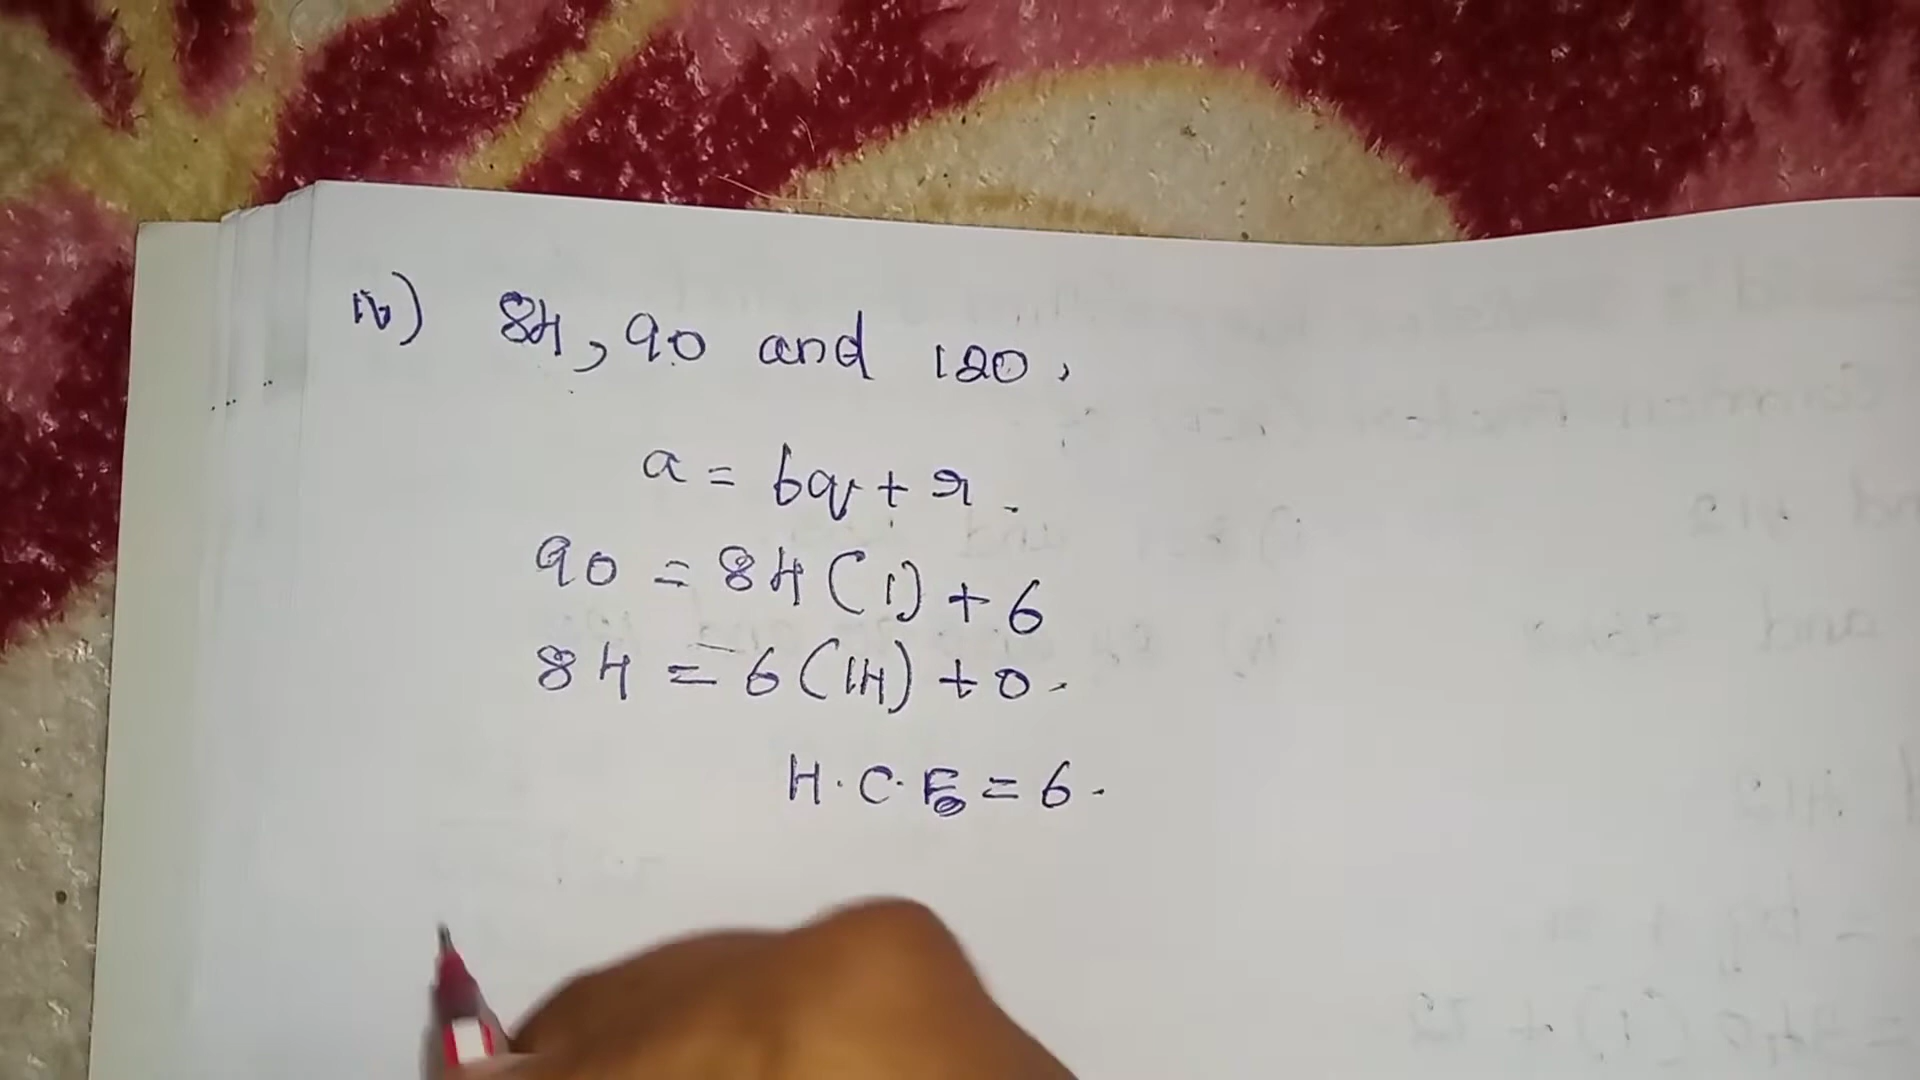 iv) 84, 90 and 120,
a = bq + r.
90 = 84 (1) + 6
84 = 6 (14) + 0.
H.C.F = 6.